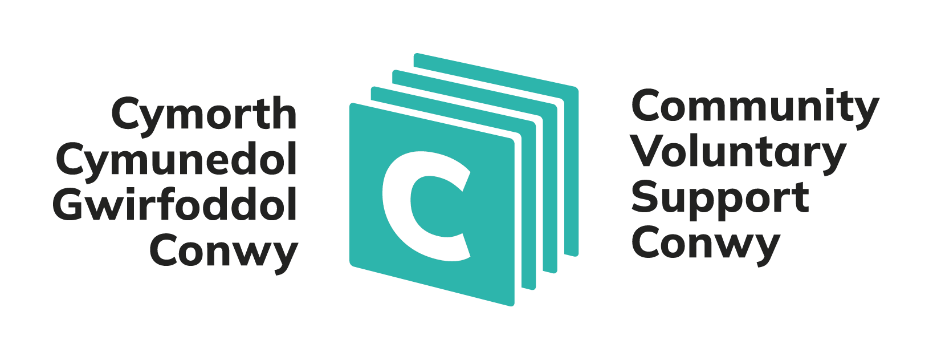 Cymorth
Cymunedol
Gwirfoddol
Conwy
C
Community
Voluntary
Support
Conwy